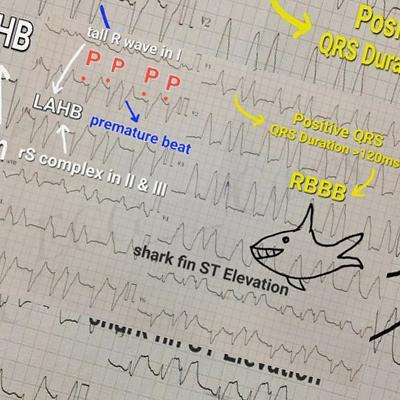 HB
V2
Posi
QRS Dura
tall R wave in I
P P P P
LAHB
premature beat
Positive QRS
QRS Duration >120ms
rS complex in II & III
RBBB
shark fin ST Elevation
shark fin ST Elevation